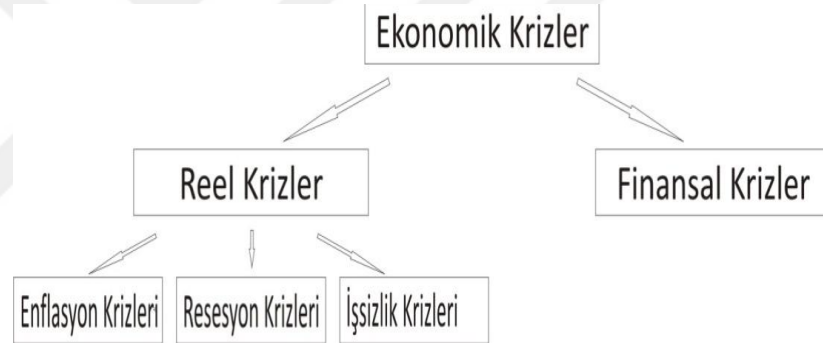 Ekonomik Krizler
Reel Krizler
Finansal Krizler
Enflasyon Krizleri
Resesyon Krizleri
İşsizlik Krizleri